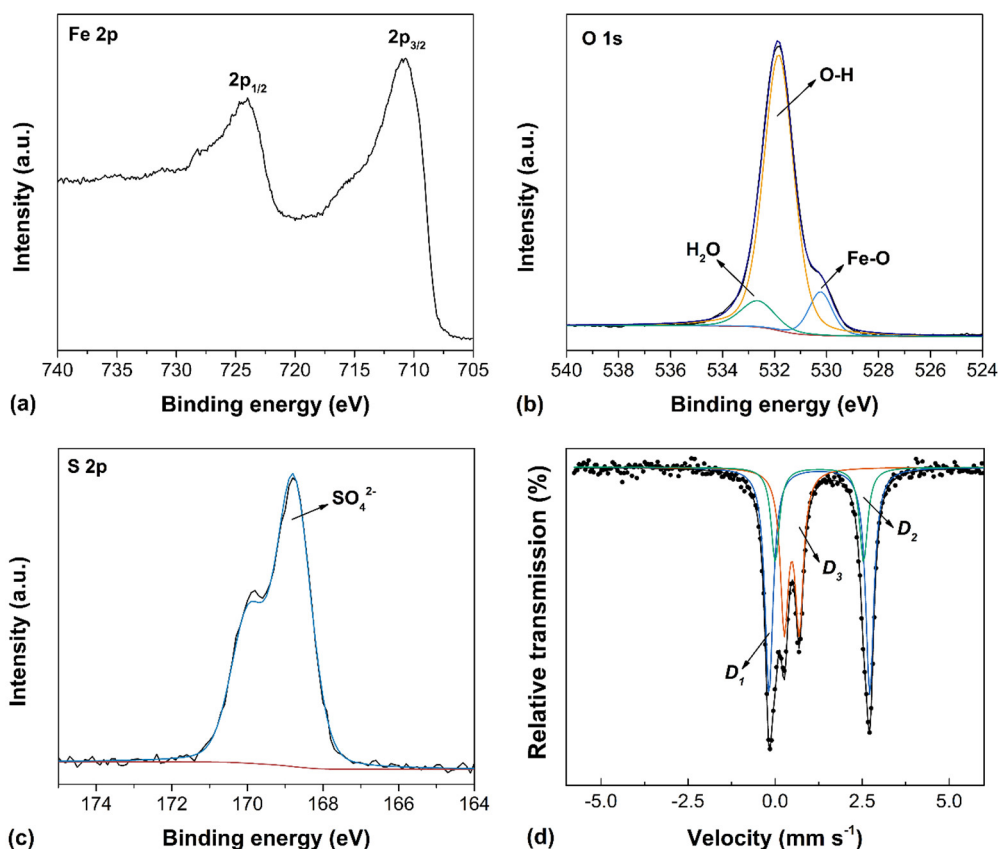 Fe 2p
2p1/2
2p3/2
Intensity (a.u.)
740 735 730 725 720 715 710 705
(a) Binding energy (eV)
O 1s
O-H
H2O
Fe-O
Intensity (a.u.)
540 538 536 534 532 530 528 526 524
(b) Binding energy (eV)
S 2p
SO4 2-
Intensity (a.u.)
174 172 170 168 166 164
(c) Binding energy (eV)
D2
D3
D1
Relative transmission (%)
-5.0 -2.5 0.0 2.5 5.0
(d) Velocity (mm s-1)